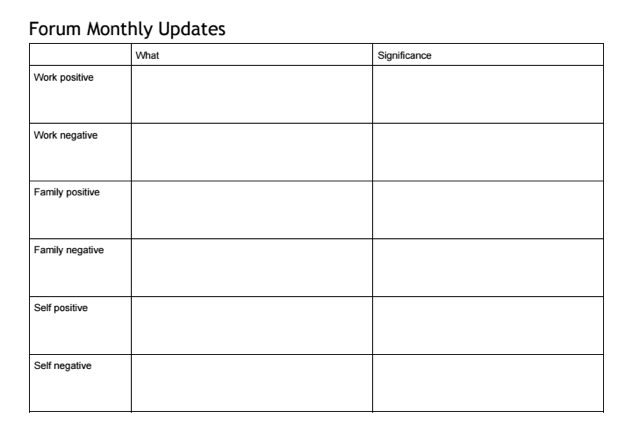 Forum Monthly Updates
What Significance
Work positive
Work negative
Family positive
Family negative
Self positive
Self negative